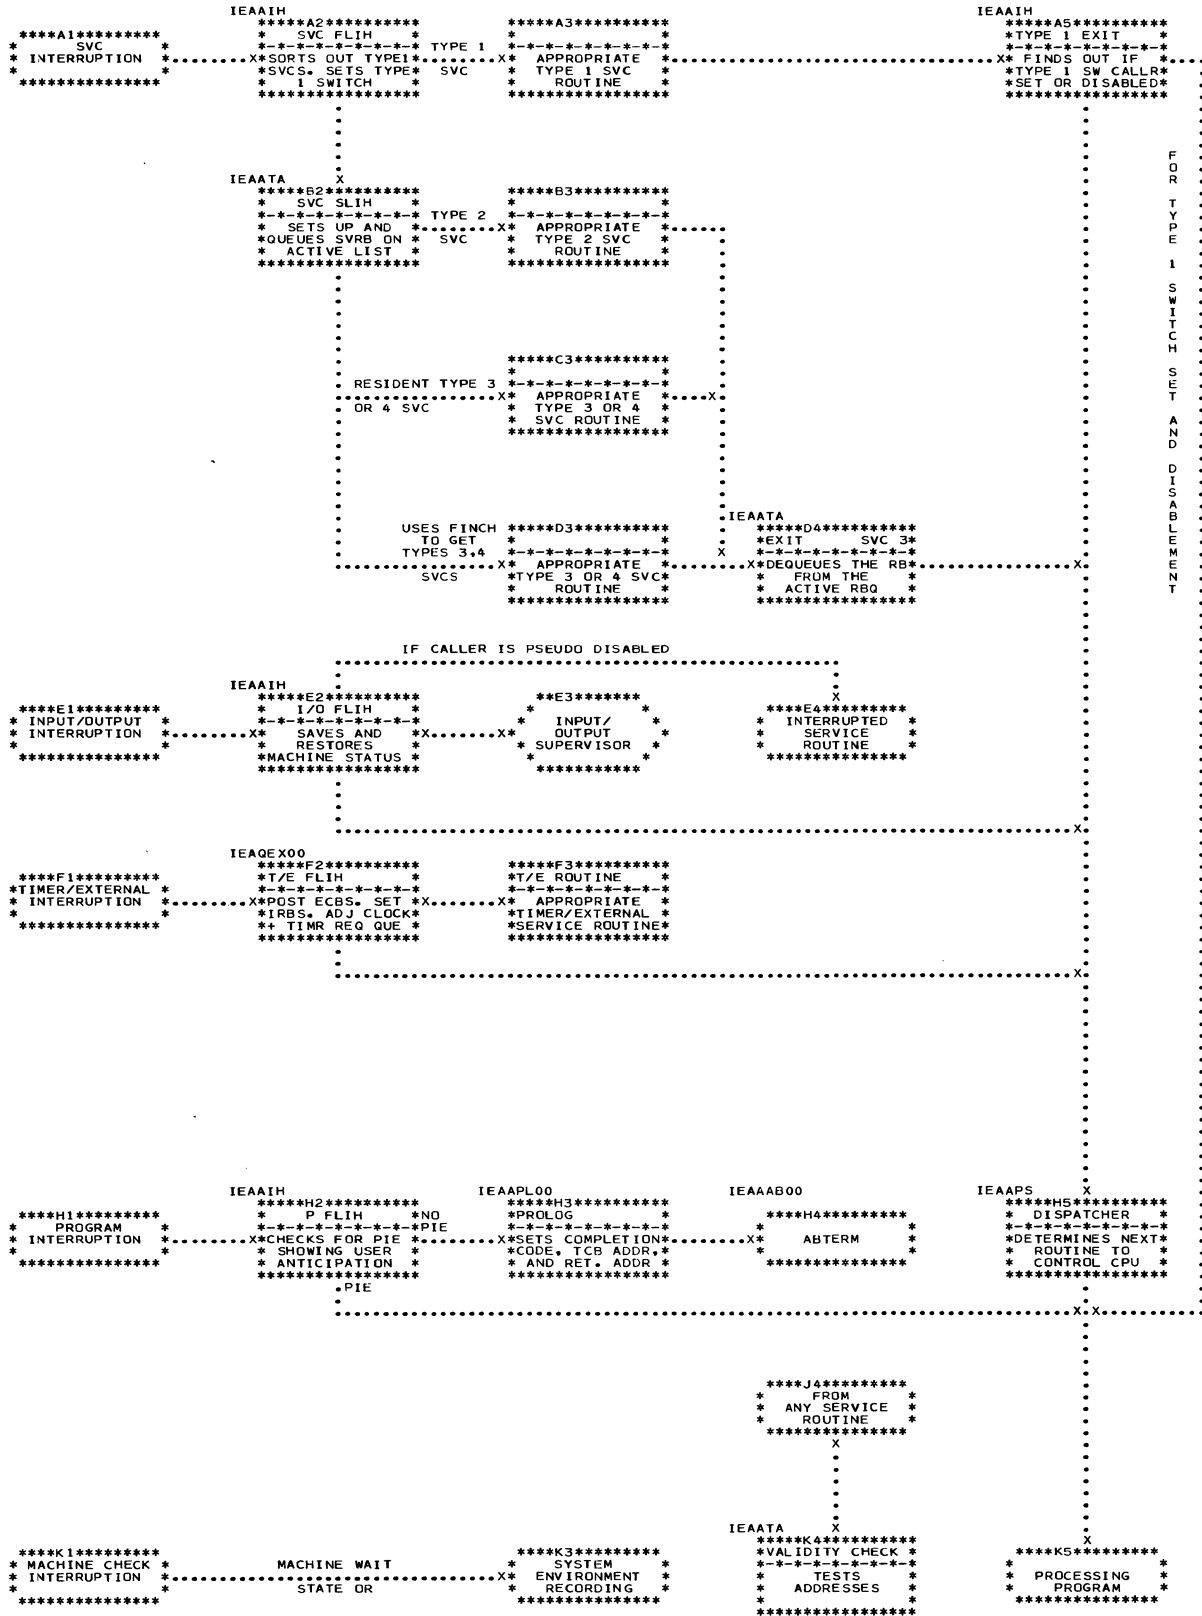 IEAAIH IEAAIH
****A1********* *****A2********** *****A3********** *****A5**********
* SVC * * SVC FLIH * TYPE 1 * * *TYPE 1 EXIT *
* INTERRUPTION *........X*SORTS OUT TYPE1*........X* APPROPRIATE *........X* FINDS OUT IF *....
*SVCS. SETS TYPE* SVC * TYPE 1 SVC * *TYPE 1 SW CALLR*
* 1 SWITCH * * ROUTINE * *SET OR DISABLED*
FOR TYPE 1 SWITCH SET AND DISABLEMENT
IEAATA
*****B2********** *****B3**********
* SVC SLIH * TYPE 2 * *
* SETS UP AND *........X* APPROPRIATE *......
*QUEUES SVRB ON * SVC * TYPE 2 SVC *
* ACTIVE LIST * * ROUTINE *
*****C3**********
RESIDENT TYPE 3
* APPROPRIATE *....X
OR 4 SVC * TYPE 3 OR 4 *
* SVC ROUTINE *
IEAATA
USES FINCH *****D3********** *****D4**********
TO GET * * *EXIT SVC 3*
TYPES 3,4
* APPROPRIATE *........X*DEQUEUES THE RB*
SVCS *TYPE 3 OR 4 SVC* * FROM THE *
* ROUTINE * * ACTIVE RBQ *
IF CALLER IS PSEUDO DISABLED
IEAAIH
****E1********* *****E2********** **E3******* ****E4*********
* INPUT/OUTPUT * * I/O FLIH * * * * INTERRUPTED *
* INTERRUPTION *........X* SAVES AND *X......X* INPUT/ * * SERVICE *
* RESTORES * * OUTPUT * * ROUTINE *
*MACHINE STATUS * * SUPERVISOR *
IEAQEX00
****F1********* *****F2********** *****F3**********
*TIMER/EXTERNAL * *T/E FLIH * *T/E ROUTINE *
* INTERRUPTION *........X*POST ECBS. SET *X.......X* APPROPRIATE *
*IRBS. ADJ CLOCK* *TIMER/EXTERNAL *
*+ TIMR REQ QUE * *SERVICE ROUTINE*
IEAAIH IEAAPL00 IEAAAB00 IEAAPS
****H1********* *****H2********** *****H3********** ****H4********* *****H5**********
* PROGRAM * * P FLIH *NO *PROLOG * * * * DISPATCHER *
PIE
* INTERRUPTION *........X*CHECKS FOR PIE *........X*SETS COMPLETION*........X* ABTERM * *DETERMINES NEXT*
* SHOWING USER * *CODE, TCB ADDR,* * ROUTINE TO *
* ANTICIPATION * * AND RET. ADDR * * CONTROL CPU *
.PIE
****J4*********
* FROM *
* ANY SERVICE *
* ROUTINE *
IEAATA
****K1********* ****K3********* *****K4********** ****K5*********
* MACHINE CHECK * MACHINE WAIT * SYSTEM * *VALIDITY CHECK * * *
* INTERRUPTION *........X* ENVIRONMENT * * TESTS * * PROCESSING *
STATE OR * RECORDING * * ADDRESSES * * PROGRAM *